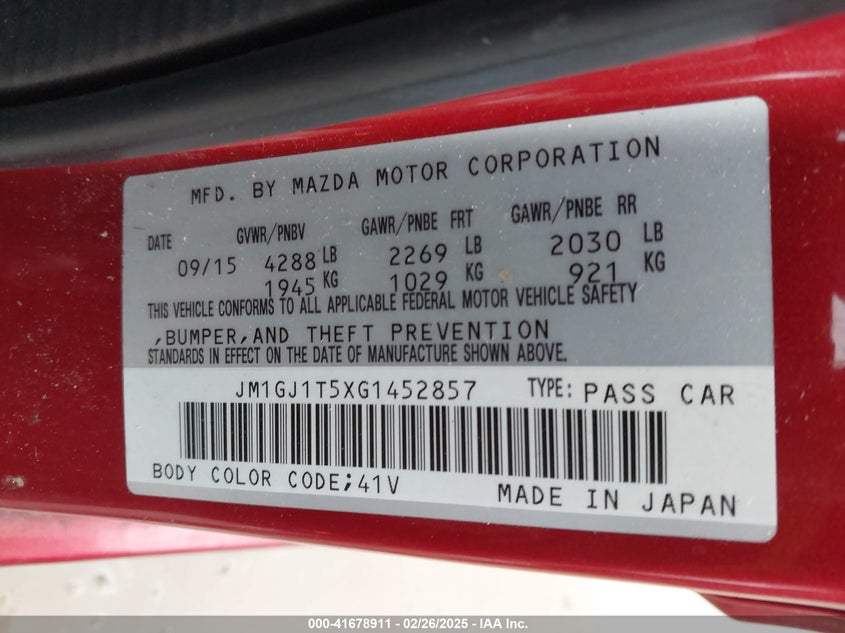 MFD. BY MAZDA MOTOR CORPORATION
DATE GVWR/PNBV GAWR/PNBE FRT GAWR/PNBE RR
09/15 4288 LB 2269 LB 2030 LB
1945 KG 1029 KG 921 KG
THIS VEHICLE CONFORMS TO ALL APPLICABLE FEDERAL MOTOR VEHICLE SAFETY
,BUMPER,AND THEFT PREVENTION
STANDARDS IN EFFECT ON THE DATE OF MANUFACTURE SHOWN ABOVE.
JM1GJ1T5XG1452857 TYPE: PASS CAR
BODY COLOR CODE;41V MADE IN JAPAN
000-41678911 - 02/26/2025 - IAA Inc.